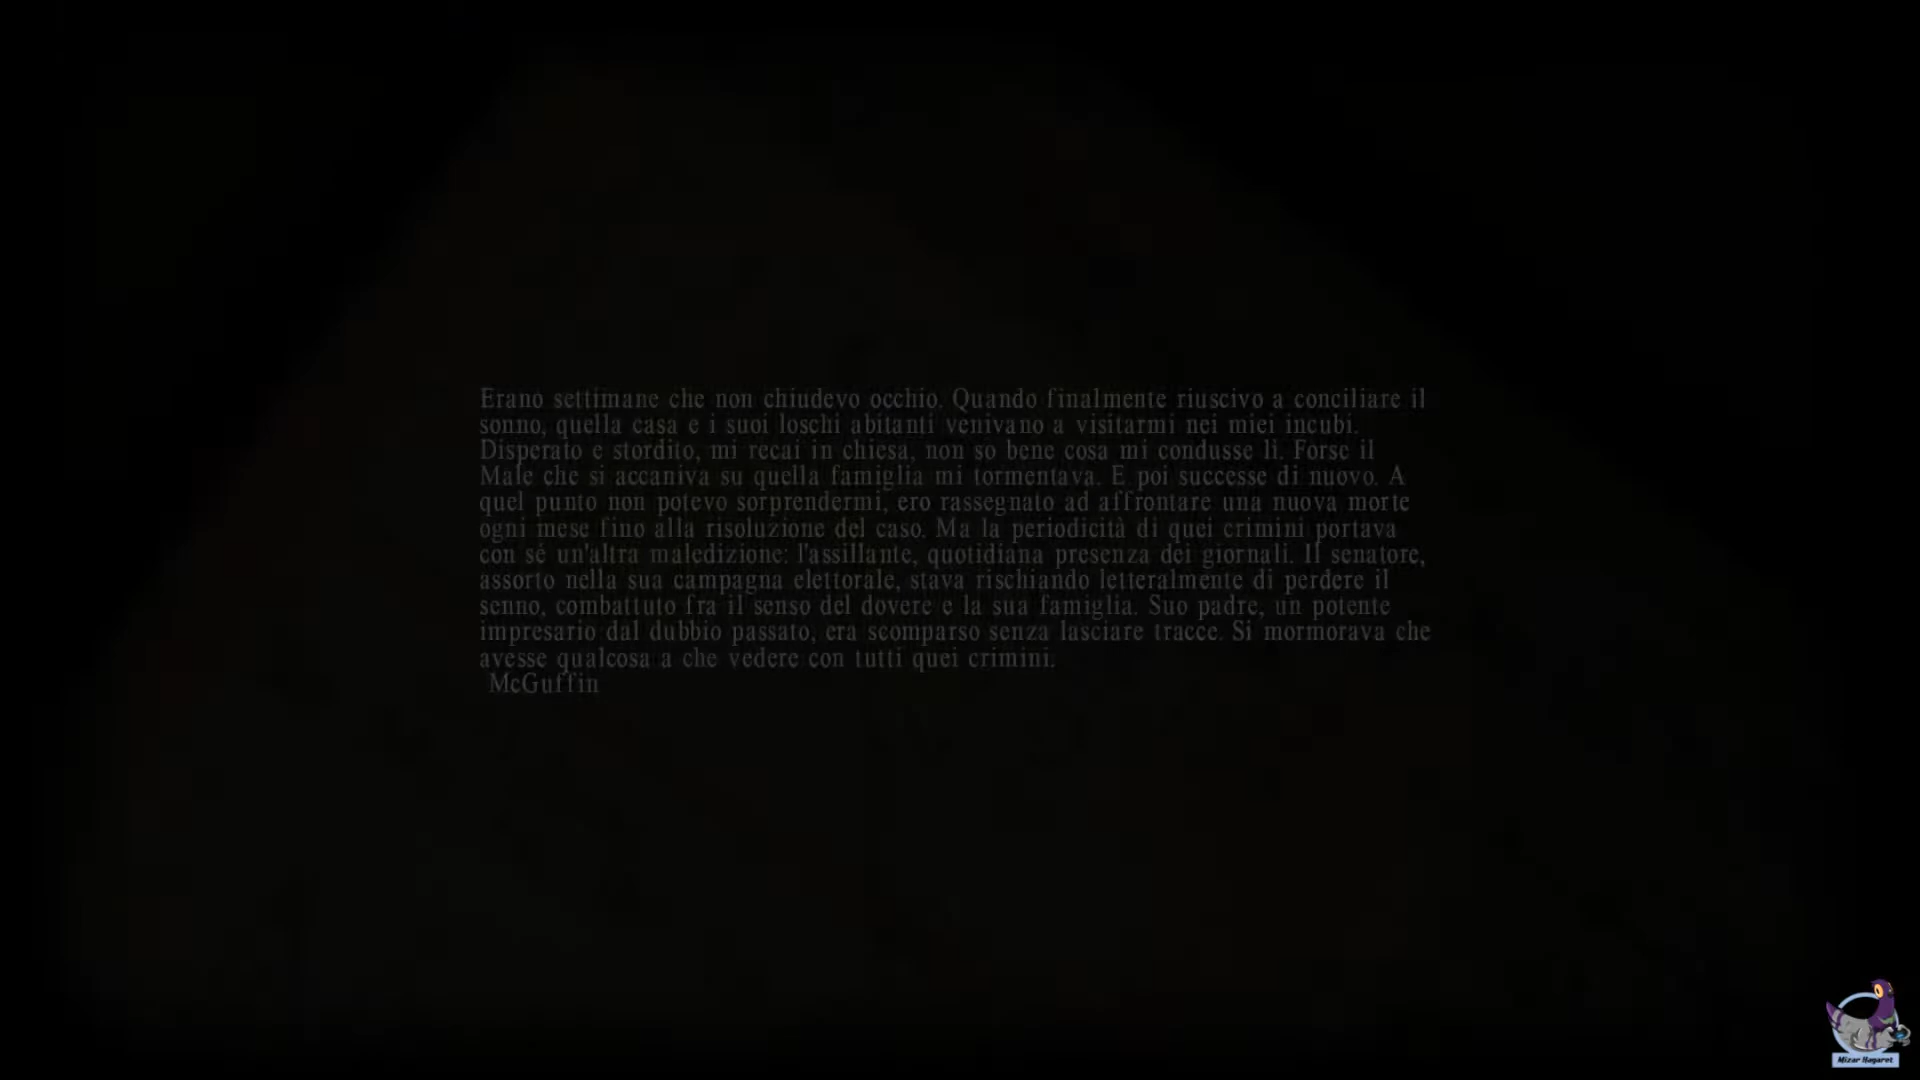 Erano settimane che non chiudevo occhio. Quando finalmente riuscivo a conciliare il
sonno, quella casa e i suoi loschi abitanti venivano a visitarmi nei miei incubi.
Disperato e stordito, mi recai in chiesa, non so bene cosa mi condusse lì. Forse il
Male che si accaniva su quella famiglia mi tormentava. E poi successe di nuovo. A
quel punto non potevo sorprendermi, ero rassegnato ad affrontare una nuova morte
ogni mese fino alla risoluzione del caso. Ma la periodicità di quei crimini portava
con sé un'altra maledizione: l'assillante, quotidiana presenza dei giornali. Il senatore,
assorto nella sua campagna elettorale, stava rischiando letteralmente di perdere il
senno, combattuto fra il senso del dovere e la sua famiglia. Suo padre, un potente
impresario dal dubbio passato, era scomparso senza lasciare tracce. Si mormorava che
avesse qualcosa a che vedere con tutti quei crimini.
McGuffin
Mizar Hagaret